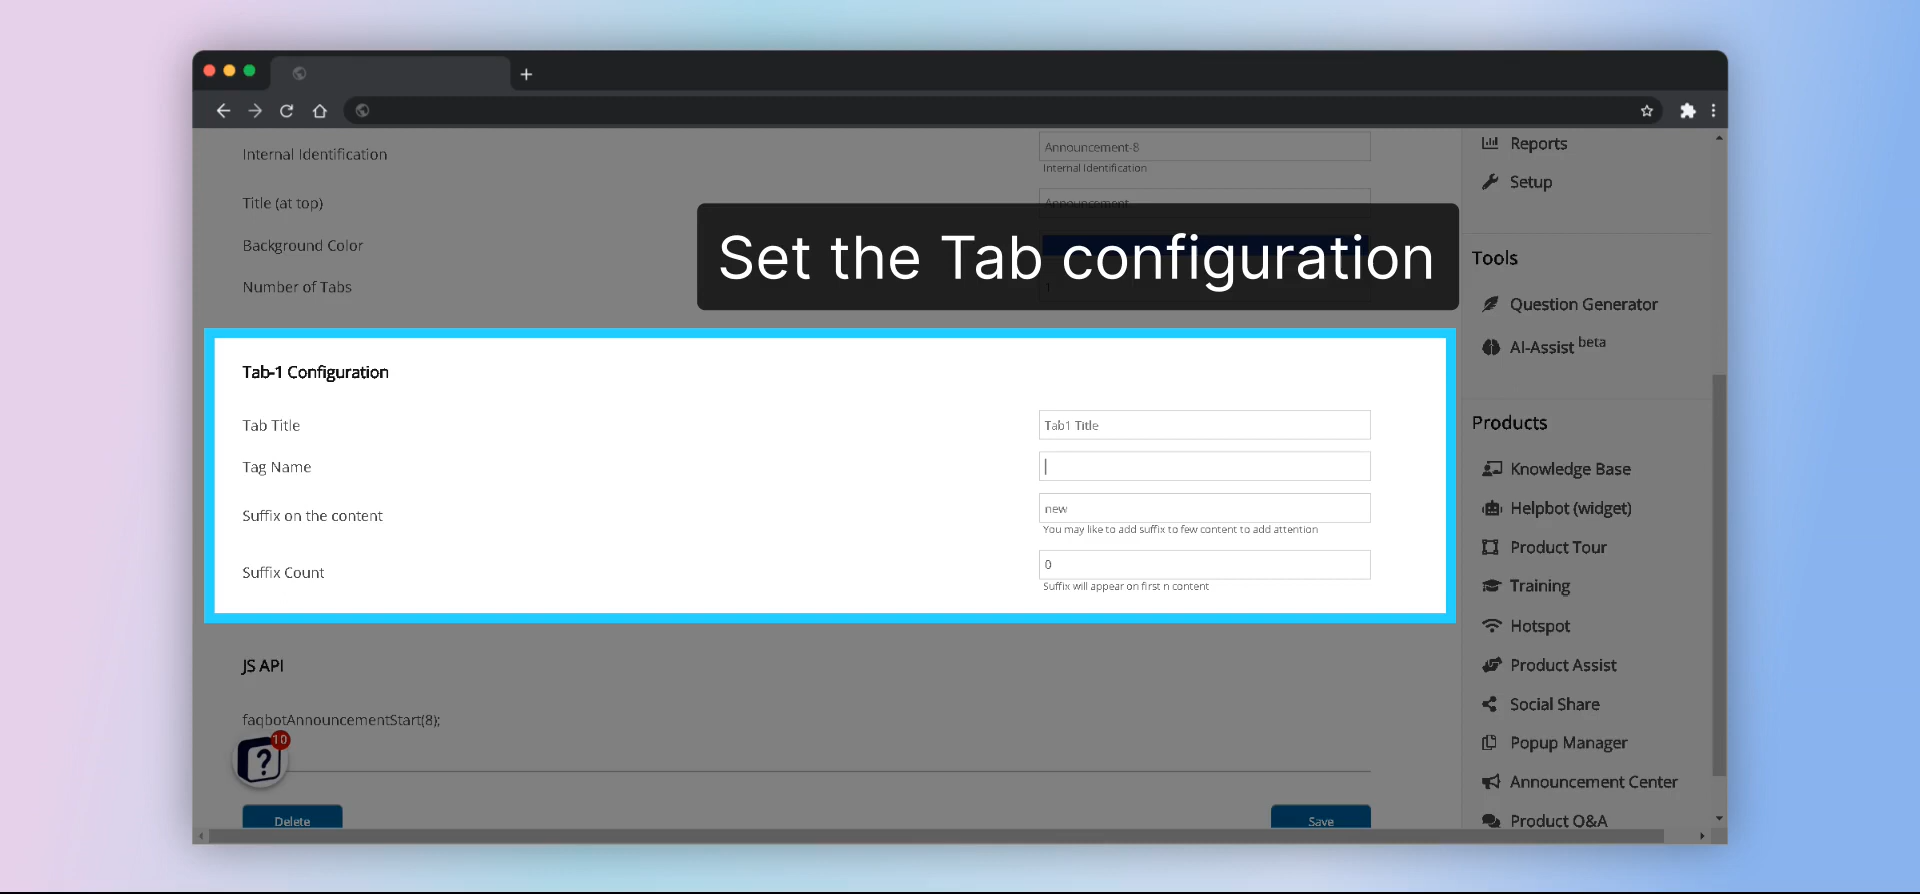 Internal Identification
Announcement-8
Internal Identification
Title (at top)
Announcement
Background Color
Set the Tab configuration
Number of Tabs
1
Tab-1 Configuration
Tab Title
Tab1 Title
Tag Name
Suffix on the content
new
You may like to add suffix to few content to add attention
Suffix Count
0
Suffix will appear on first n content
JS API
faqbotAnnouncementStart(8);
10
?
Delete
Save
Reports
Setup
Tools
Question Generator
AI-Assist beta
Products
Knowledge Base
Helpbot (widget)
Product Tour
Training
Hotspot
Product Assist
Social Share
Popup Manager
Announcement Center
Product Q&A